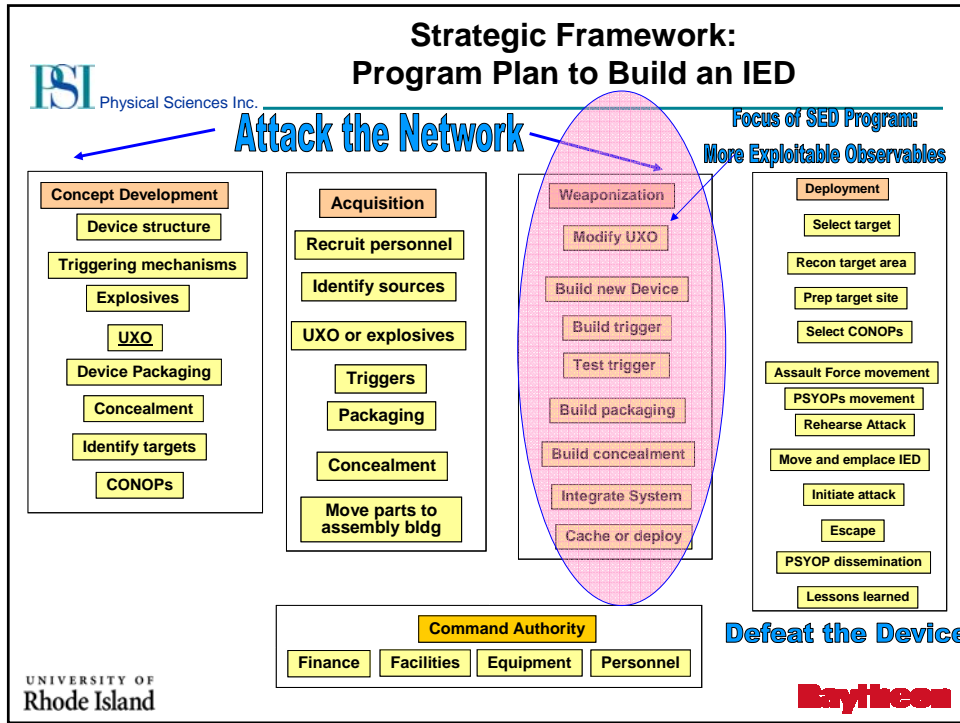 Strategic Framework:
Program Plan to Build an IED
PSI Physical Sciences Inc.
Attack the Network
Focus of SED Program:
More Exploitable Observables
Concept Development
Device structure
Triggering mechanisms
Explosives
UXO
Device Packaging
Concealment
Identify targets
CONOPs
Acquisition
Recruit personnel
Identify sources
UXO or explosives
Triggers
Packaging
Concealment
Move parts to
assembly bldg
Weaponization
Modify UXO
Build new Device
Build trigger
Test trigger
Build packaging
Build concealment
Integrate System
Cache or deploy
Deployment
Select target
Recon target area
Prep target site
Select CONOPs
Assault Force movement
PSYOPs movement
Rehearse Attack
Move and emplace IED
Initiate attack
Escape
PSYOP dissemination
Lessons learned
Defeat the Device
Command Authority
Finance Facilities Equipment Personnel
UNIVERSITY OF
Rhode Island
Raytheon